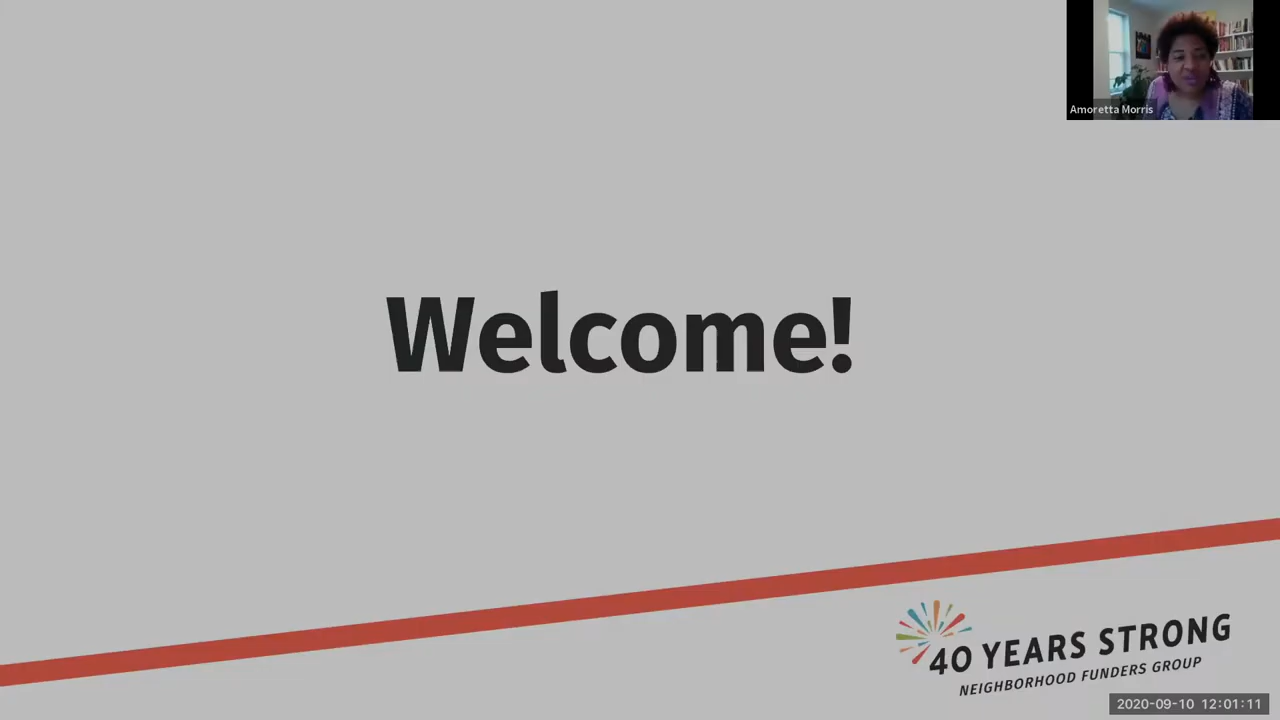 Amoretta Morris
Welcome!
40 YEARS STRONG
NEIGHBORHOOD FUNDERS GROUP
2020-09-10 12:01:11